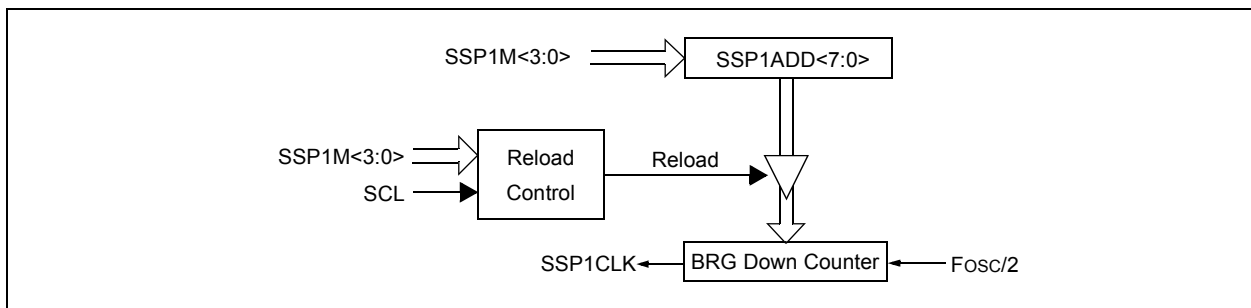 SSP1M<3:0>
SSP1ADD<7:0>
SSP1M<3:0>
SCL
Reload
Control
Reload
SSP1CLK
BRG Down Counter
FOSC/2